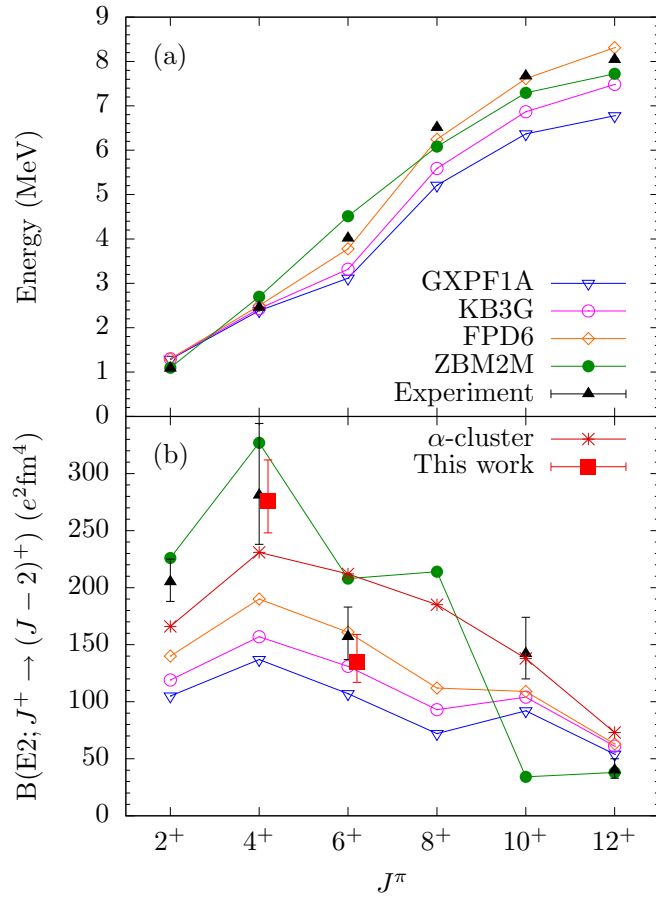 9
8
7
6
5
4
3
2
1
0
Energy (MeV)
(a)
GXPF1A
KB3G
FPD6
ZBM2M
Experiment
300
250
200
150
100
50
0
B(E2; J⁺ → (J − 2)⁺) (e²fm⁴)
(b)
α-cluster
This work
2⁺ 4⁺ 6⁺ 8⁺ 10⁺ 12⁺
J^π